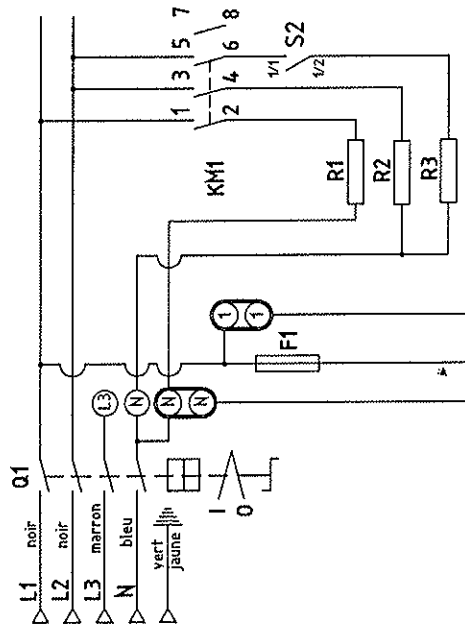 L1
noir
L2
noir
L3
marron
N
bleu
vert
jaune
Q1
I
O
L3
N
N
N
1
1
F1
KM1
1
2
3
4
5
6
7
8
1/1
1/2
S2
R1
R2
R3